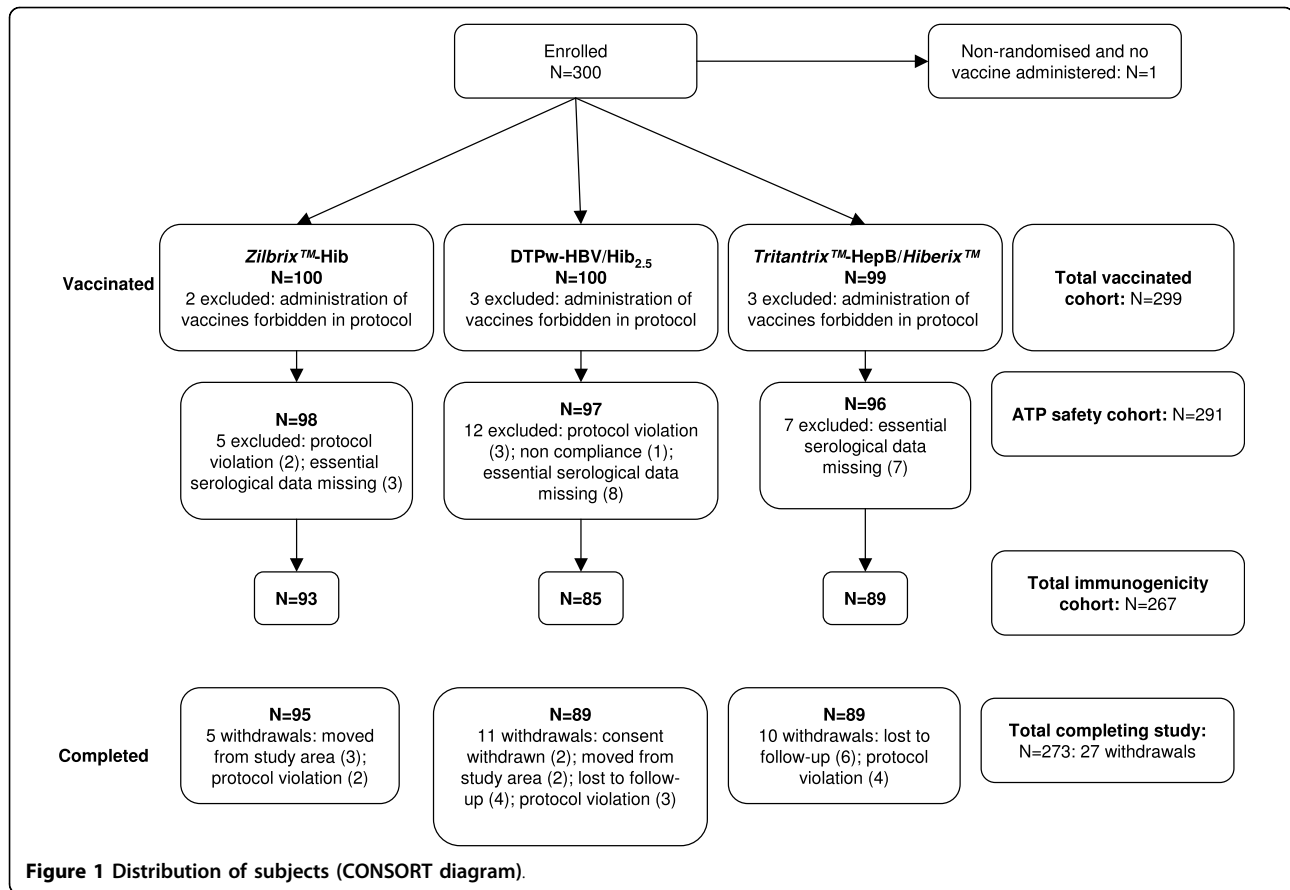 Enrolled
N=300
Non-randomised and no
vaccine administered: N=1
Vaccinated
Zilbrix™-Hib
N=100
2 excluded: administration of
vaccines forbidden in protocol
DTPw-HBV/Hib2.5
N=100
3 excluded: administration of
vaccines forbidden in protocol
Tritantrix™-HepB/Hiberix™
N=99
3 excluded: administration of
vaccines forbidden in protocol
Total vaccinated
cohort: N=299
N=98
5 excluded: protocol
violation (2); essential
serological data missing (3)
N=97
12 excluded: protocol violation
(3); non compliance (1);
essential serological data
missing (8)
N=96
7 excluded: essential
serological data
missing (7)
ATP safety cohort: N=291
N=93
N=85
N=89
Total immunogenicity
cohort: N=267
Completed
N=95
5 withdrawals: moved
from study area (3);
protocol violation (2)
N=89
11 withdrawals: consent
withdrawn (2); moved from
study area (2); lost to follow-
up (4); protocol violation (3)
N=89
10 withdrawals: lost to
follow-up (6); protocol
violation (4)
Total completing study:
N=273: 27 withdrawals
Figure 1 Distribution of subjects (CONSORT diagram).